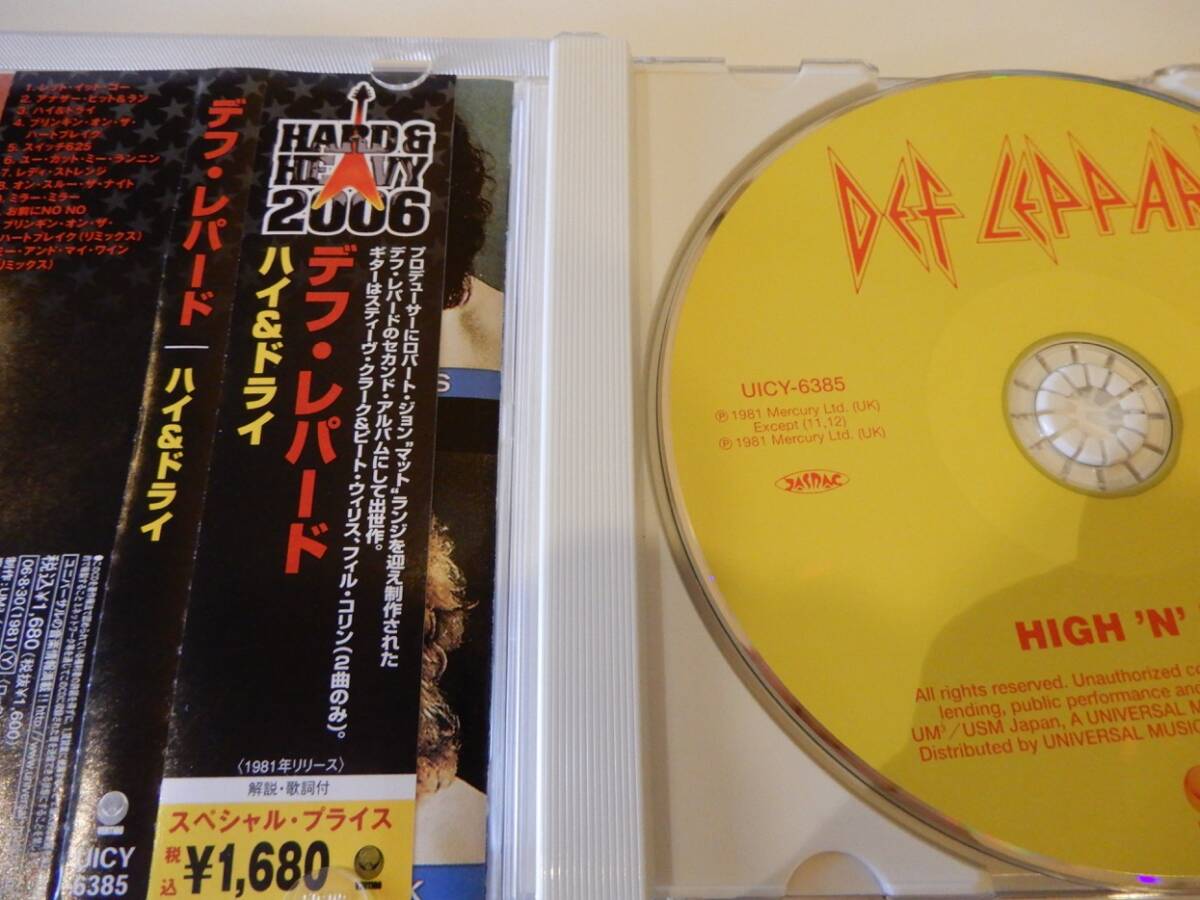 1. レット・イット・ゴー
2. アナザー・ヒット&ラン
3. ハイ&ドライ
4. ブリンギン・オン・ザ・
ハートブレイク
5. スイッチ625
6. ユー・ガット・ミー・ランニン
7. レディ・ストレンジ
オン・スルー・ザ・ナイト
ミラー・ミラー
お前にNO NO
ブリンギン・オン・ザ・
ハートブレイク(リミックス)
ミー・アンド・マイ・ワイン
リミックス)
デフ・レパード | ハイ&ドライ
税込¥1,680 (税抜¥1,600)
06・8・30 (1981) Ⓨ
UICY
6385
HARD &
HEAVY
2006
デフ・レパード
ハイ&ドライ
プロデューサーにロバート・ジョン"マット"ランジを迎え制作された
デフ・レパードのセカンド・アルバムにして出世作。
ギターはスティーヴ・クラーク&ピート・ウィリス、フィル・コリン(2曲のみ)。
〈1981年リリース〉
解説・歌詞付
スペシャル・プライス
税込 ¥1,680
VERTIGO
S
K
DEF LEPPAR
UICY-6385
Ⓟ 1981 Mercury Ltd. (UK)
Except (11,12)
Ⓟ 1981 Mercury Ltd. (UK)
JASRAC
HIGH 'N'
All rights reserved. Unauthorized co
lending, public performance and
UM³/USM Japan, A UNIVERSAL M
Distributed by UNIVERSAL MUSI